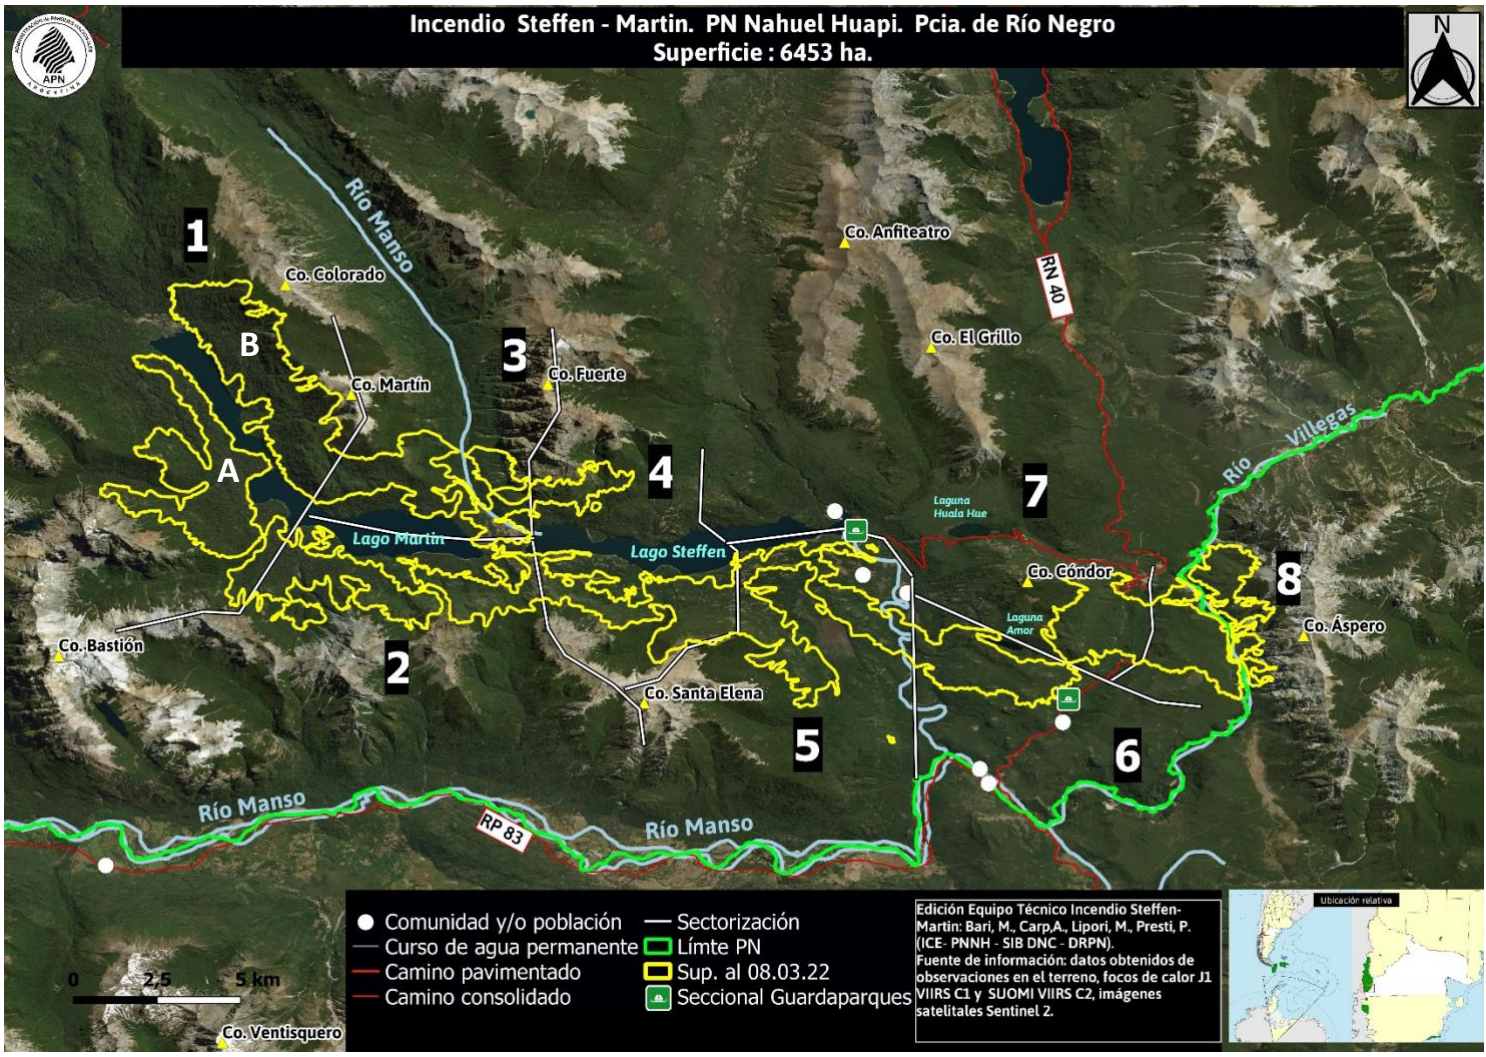 Incendio Steffen - Martin. PN Nahuel Huapi. Pcia. de Río Negro
Superficie : 6453 ha.
ADMINISTRACIÓN de PARQUES NACIONALES
APN
ARGENTINA
N
Río Manso
1
Co. Colorado
B
Co. Martín
3
Co. Fuerte
Co. Anfiteatro
Co. El Grillo
RN 40
Río Villegas
A
4
7
Laguna
Huala Hue
Lago Martin
Lago Steffen
Co. Cóndor
8
Laguna
Amor
Co. Áspero
Co. Bastión
2
Co. Santa Elena
5
6
Río Manso
RP 83
Río Manso
Co. Ventisquero
0 2,5 5 km
Comunidad y/o población
Curso de agua permanente
Camino pavimentado
Camino consolidado
Sectorización
Límte PN
Sup. al 08.03.22
Seccional Guardaparques
Edición Equipo Técnico Incendio Steffen-
Martin: Bari, M., Carp,A., Lipori, M., Presti, P.
(ICE- PNNH - SIB DNC - DRPN).
Fuente de información: datos obtenidos de
observaciones en el terreno, focos de calor J1
VIIRS C1 y SUOMI VIIRS C2, imágenes
satelitales Sentinel 2.
Ubicación relativa